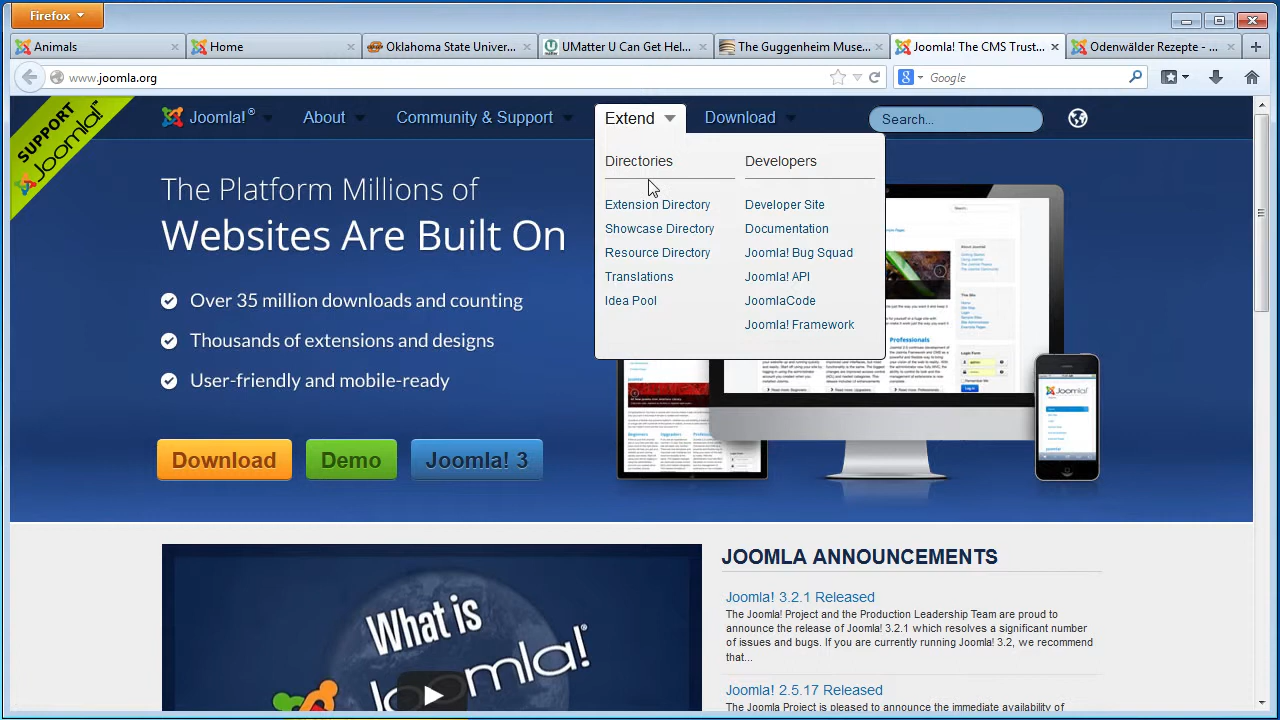 Firefox
Animals
Home
Oklahoma State Univer...
UMatter U Can Get Hel...
The Guggenheim Muse...
Joomla! The CMS Trust...
Odenwälder Rezepte - ...
www.joomla.org
Google
SUPPORT
Joomla!™
Joomla!®
About
Community & Support
Extend
Download
Search...
Directories
Developers
Extension Directory
Developer Site
Showcase Directory
Documentation
Resource Directory
Joomla! Bug Squad
Translations
Joomla! API
Idea Pool
JoomlaCode
Joomla! Framework
The Platform Millions of
Websites Are Built On
Over 35 million downloads and counting
Thousands of extensions and designs
User-friendly and mobile-ready
Download
Demo
Joomla! 3
Professionals
Joomla!
What is
Joomla!®
JOOMLA ANNOUNCEMENTS
Joomla! 3.2.1 Released
The Joomla! Project and the Production Leadership Team are proud to
announce the release of Joomla! 3.2.1 which resolves a significant number
of issues and bugs. If you are currently running Joomla! 3.2, we recommend
that...
Joomla! 2.5.17 Released
The Joomla Project is pleased to announce the immediate availability of